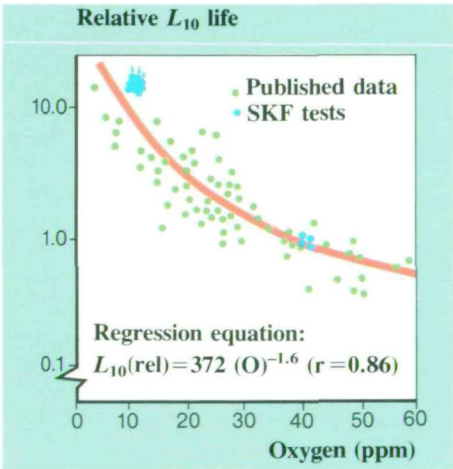 Relative L₁₀ life
Published data
SKF tests
10.0
1.0
0.1
Regression equation:
L₁₀(rel)=372 (O)⁻¹·⁶ (r=0.86)
0 10 20 30 40 50 60
Oxygen (ppm)